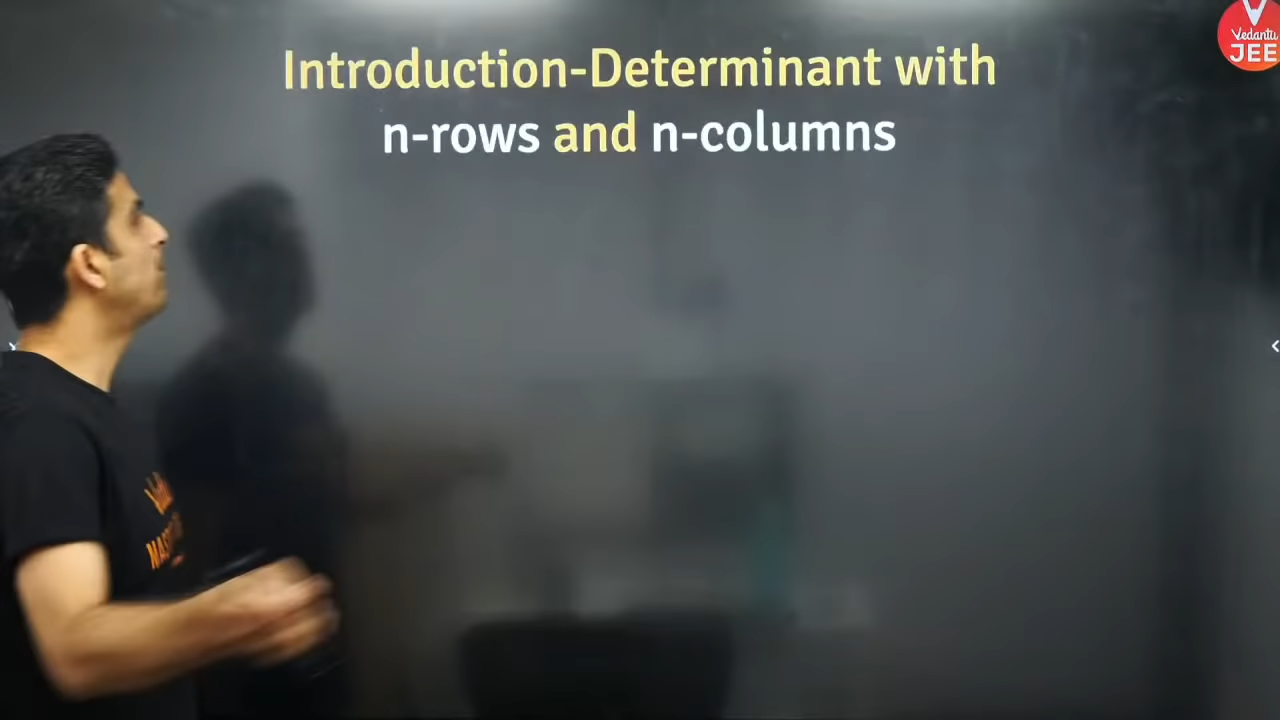 Introduction-Determinant with
n-rows and n-columns
Vedantu
JEE